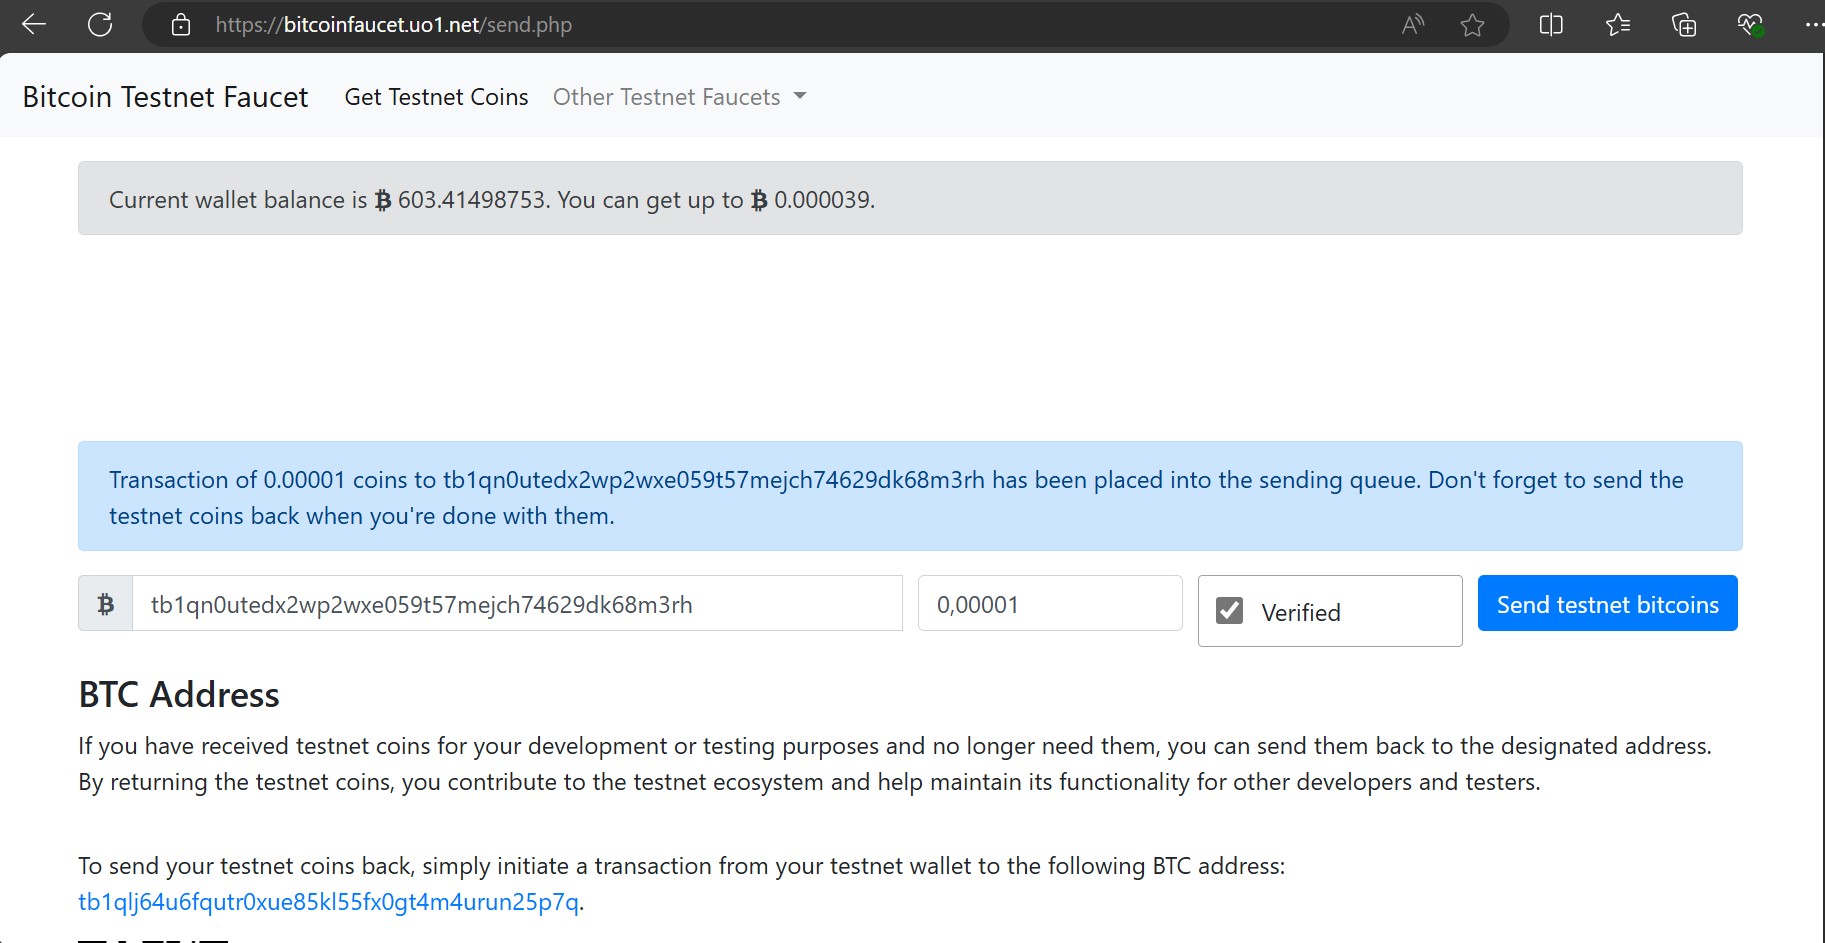 https://bitcoinfaucet.uo1.net/send.php
Bitcoin Testnet Faucet Get Testnet Coins Other Testnet Faucets
Current wallet balance is ₿ 603.41498753. You can get up to ₿ 0.000039.
Transaction of 0.00001 coins to tb1qn0utedx2wp2wxe059t57mejch74629dk68m3rh has been placed into the sending queue. Don't forget to send the
testnet coins back when you're done with them.
₿ tb1qn0utedx2wp2wxe059t57mejch74629dk68m3rh 0,00001 Verified Send testnet bitcoins
BTC Address
If you have received testnet coins for your development or testing purposes and no longer need them, you can send them back to the designated address.
By returning the testnet coins, you contribute to the testnet ecosystem and help maintain its functionality for other developers and testers.
To send your testnet coins back, simply initiate a transaction from your testnet wallet to the following BTC address:
tb1qlj64u6fqutr0xue85kl55fx0gt4m4urun25p7q.